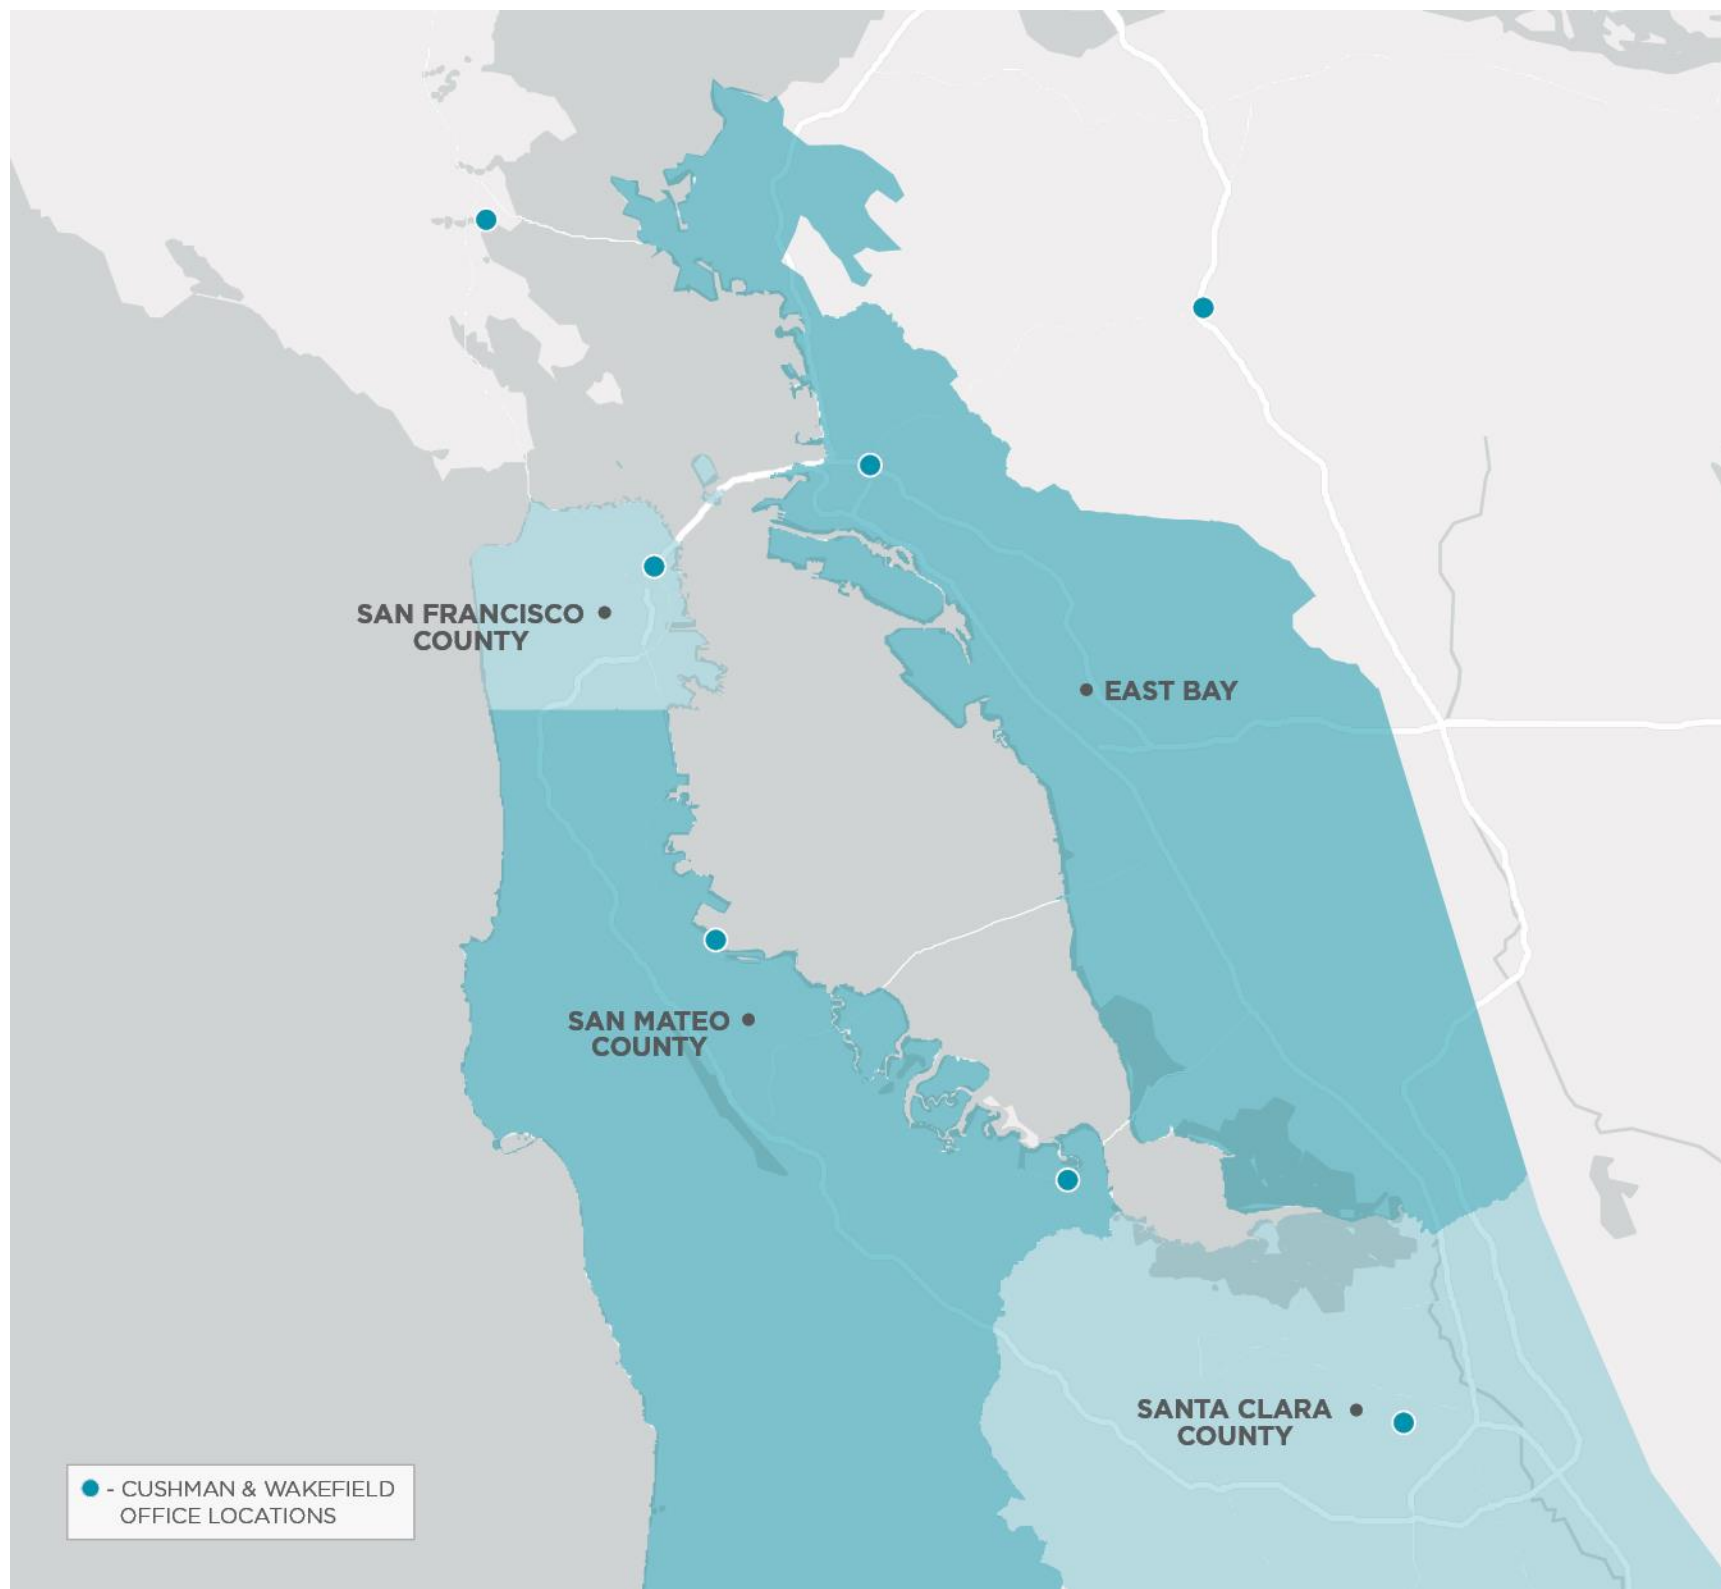 SAN FRANCISCO
COUNTY
EAST BAY
SAN MATEO
COUNTY
SANTA CLARA
COUNTY
- CUSHMAN & WAKEFIELD
OFFICE LOCATIONS